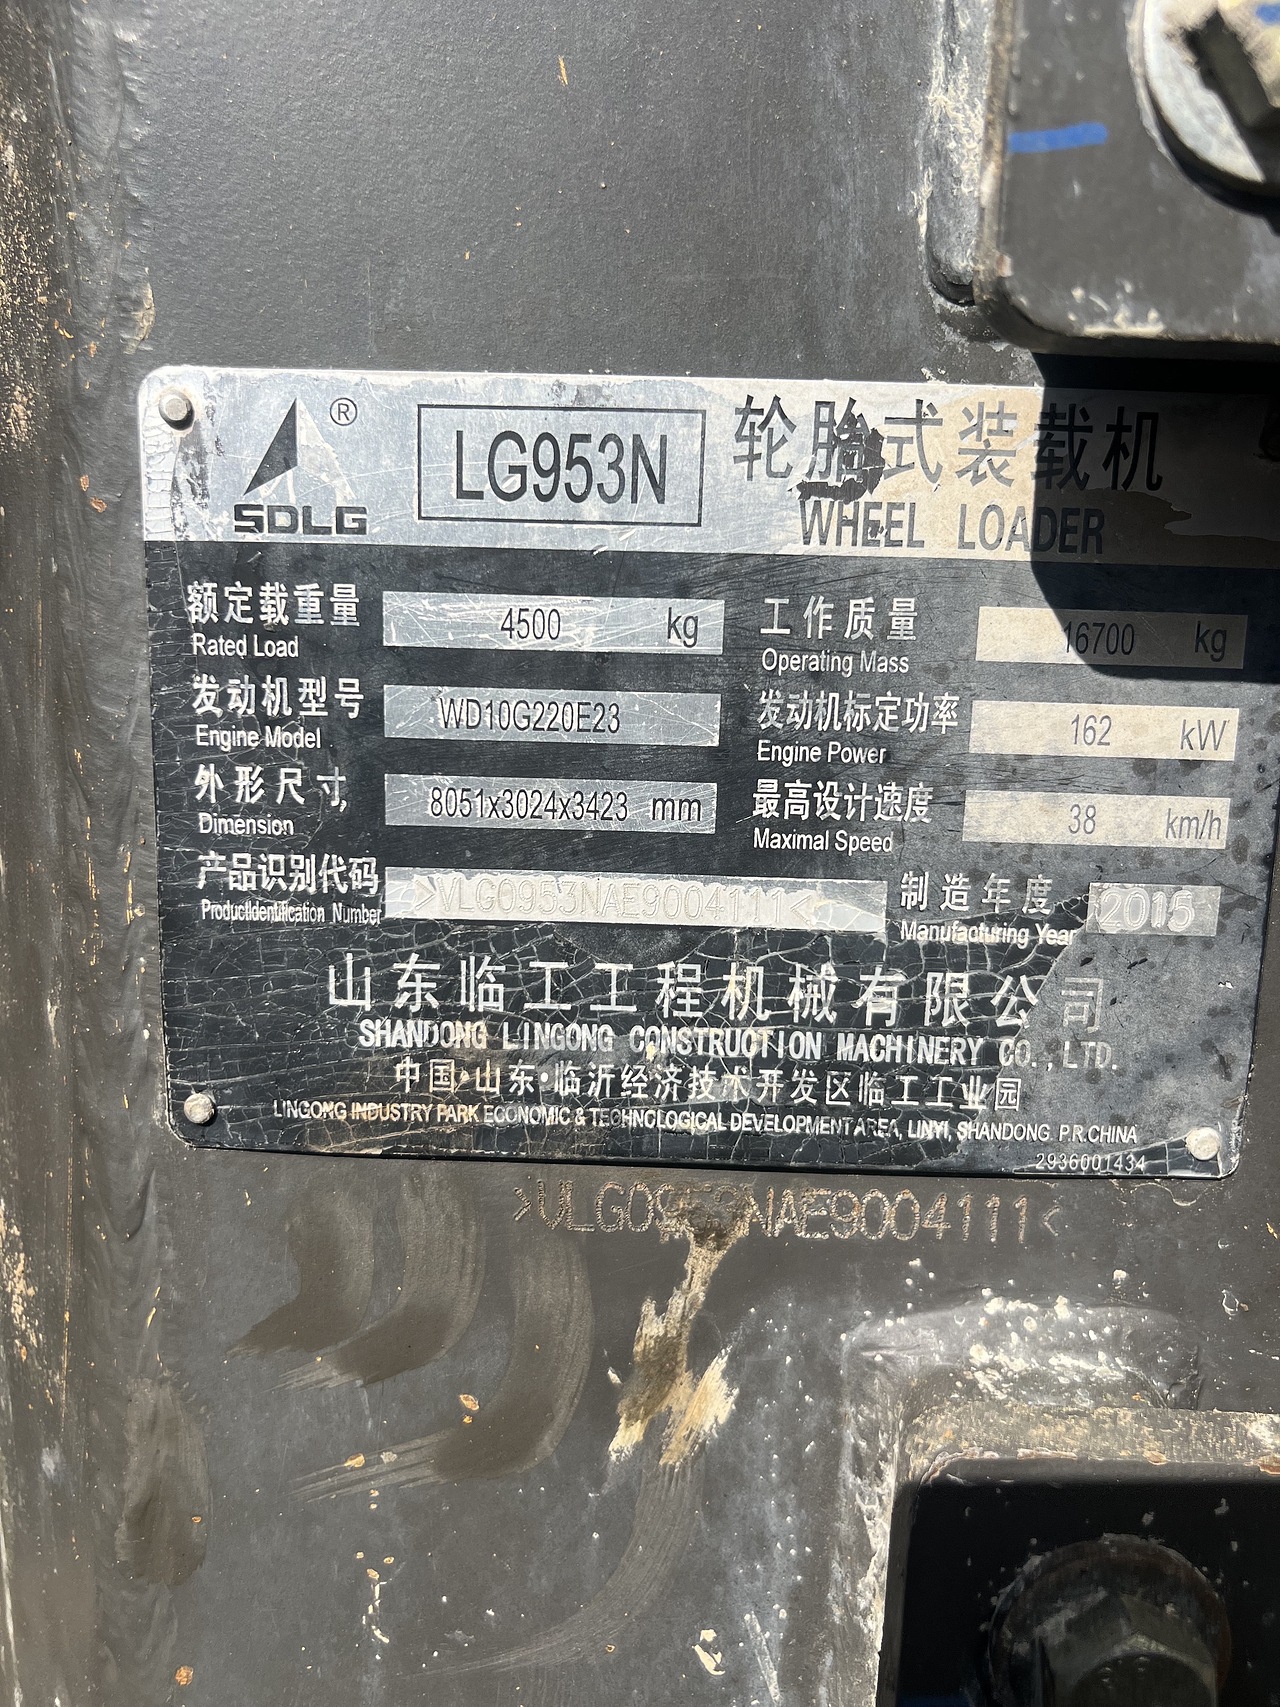 ®
SDLG
LG953N
轮胎式装载机
WHEEL LOADER
额定载重量 4500 kg 工作质量 16700 kg
Rated Load Operating Mass
发动机型号 WD10G220E23 发动机标定功率 162 kW
Engine Model Engine Power
外形尺寸 8051x3024x3423 mm 最高设计速度 38 km/h
Dimension Maximal Speed
产品识别代码 >VLG0953NAE9004111< 制造年度 2015
ProductIdentification Number Manufacturing Year
山东临工工程机械有限公司
SHANDONG LINGONG CONSTRUCTION MACHINERY CO.,LTD.
中国·山东·临沂经济技术开发区临工工业园
LINGONG INDUSTRY PARK ECONOMIC & TECHNCLOGICAL DEVELOPMENT AREA, LINYI, SHANDONG P.R.CHINA
2936001434
>VLG0953NAE9004111<